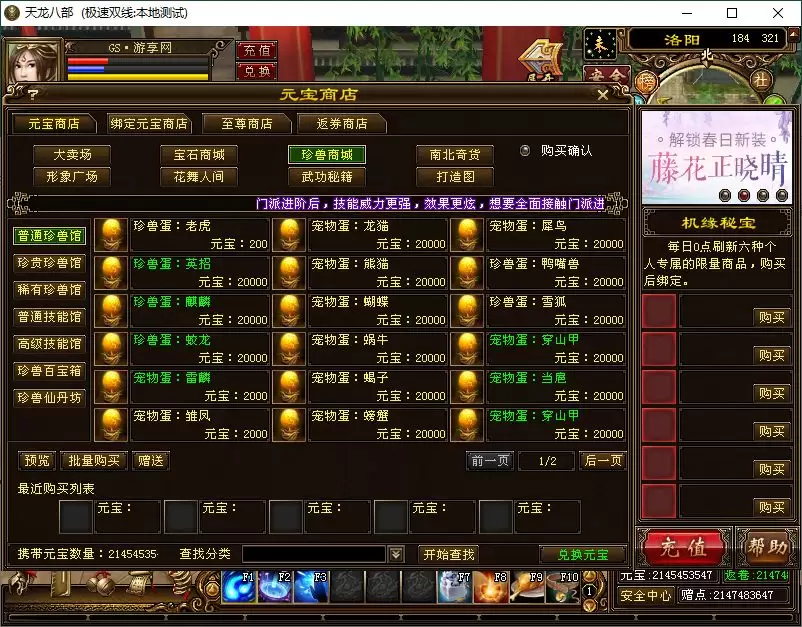 天龙八部 (极速双线:本地测试)
GS·游享网
充值
兑换
未
洛阳 184 321
北
安全
榜
社
? 元宝商店
元宝商店 绑定元宝商店 至尊商店 返券商店
大卖场 宝石商城 珍兽商城 南北奇货 购买确认
形象广场 花舞人间 武功秘籍 打造图
门派进阶后，技能威力更强，效果更炫，想要全面接触门派进
普通珍兽馆
珍贵珍兽馆
稀有珍兽馆
普通技能馆
高级技能馆
珍兽百宝箱
珍兽仙丹坊
珍兽蛋：老虎 宠物蛋：龙猫 宠物蛋：犀鸟
元宝：200 元宝：20000 元宝：20000
珍兽蛋：英招 宠物蛋：熊猫 珍兽蛋：鸭嘴兽
元宝：20000 元宝：20000 元宝：20000
珍兽蛋：麒麟 宠物蛋：蝴蝶 珍兽蛋：雪狐
元宝：20000 元宝：20000 元宝：20000
珍兽蛋：蛟龙 宠物蛋：蜗牛 宠物蛋：穿山甲
元宝：20000 元宝：20000 元宝：20000
宠物蛋：雷麟 宠物蛋：蝎子 宠物蛋：当扈
元宝：20000 元宝：20000 元宝：20000
宠物蛋：雏凤 宠物蛋：螃蟹 宠物蛋：穿山甲
元宝：20000 元宝：20000 元宝：20000
预览 批量购买 赠送 前一页 1/2 后一页
最近购买列表
元宝： 元宝： 元宝： 元宝： 元宝：
携带元宝数量：21454535 查找分类 开始查找 兑换元宝
解锁春日新装
藤花正晓晴
机缘秘宝
每日0点刷新六种个
人专属的限量商品，购买
后绑定。
购买
购买
购买
购买
购买
购买
充值 帮助
元宝：2145453547
安全中心 赠点：2147483647
F1 F2 F3 F7 F8 F9 F10
1